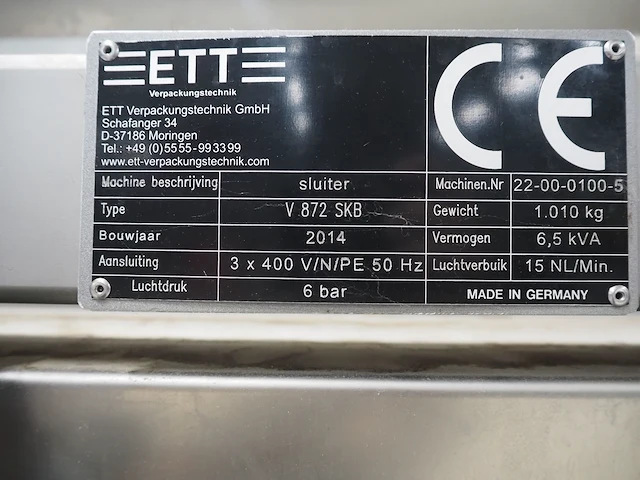 ETT
Verpackungstechnik
ETT Verpackungstechnik GmbH
Schafanger 34
D-37186 Moringen
Tel.: +49 (0)5555-993399
www.ett-verpackungstechnik.com
CE
Machine beschrijving sluiter Machinen.Nr 22-00-0100-5
Type V 872 SKB Gewicht 1.010 kg
Bouwjaar 2014 Vermogen 6,5 kVA
Aansluiting 3 x 400 V/N/PE 50 Hz Luchtverbuik 15 NL/Min.
Luchtdruk 6 bar MADE IN GERMANY